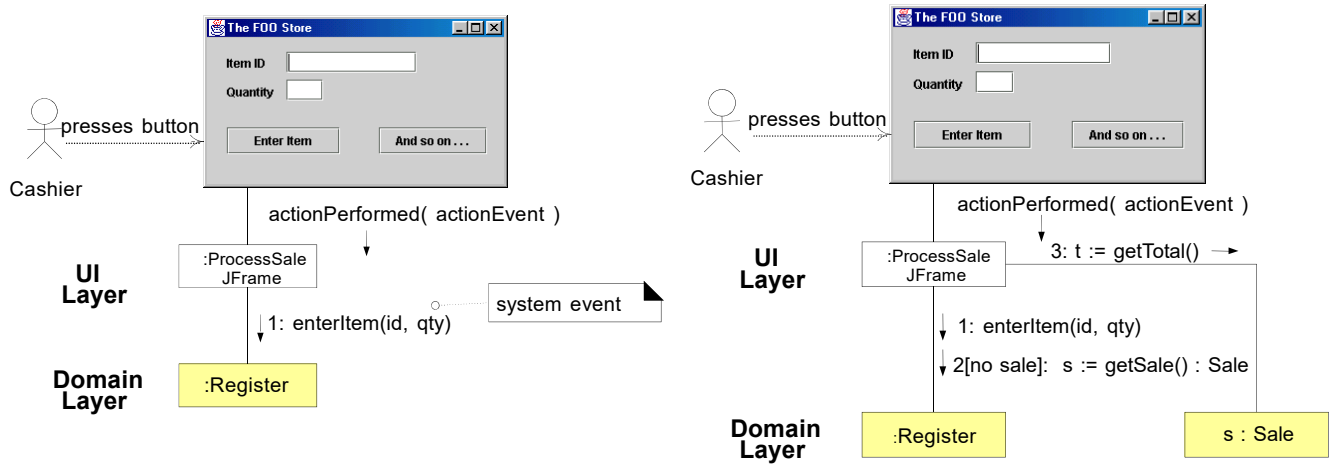 The FOO Store
Item ID
Quantity
Enter Item
And so on . . .
presses button
Cashier
actionPerformed( actionEvent )
UI
Layer
:ProcessSale
JFrame
system event
1: enterItem(id, qty)
Domain
Layer
:Register
The FOO Store
Item ID
Quantity
Enter Item
And so on . . .
presses button
Cashier
actionPerformed( actionEvent )
UI
Layer
:ProcessSale
JFrame
3: t := getTotal()
1: enterItem(id, qty)
2[no sale]: s := getSale() : Sale
Domain
Layer
:Register
s : Sale